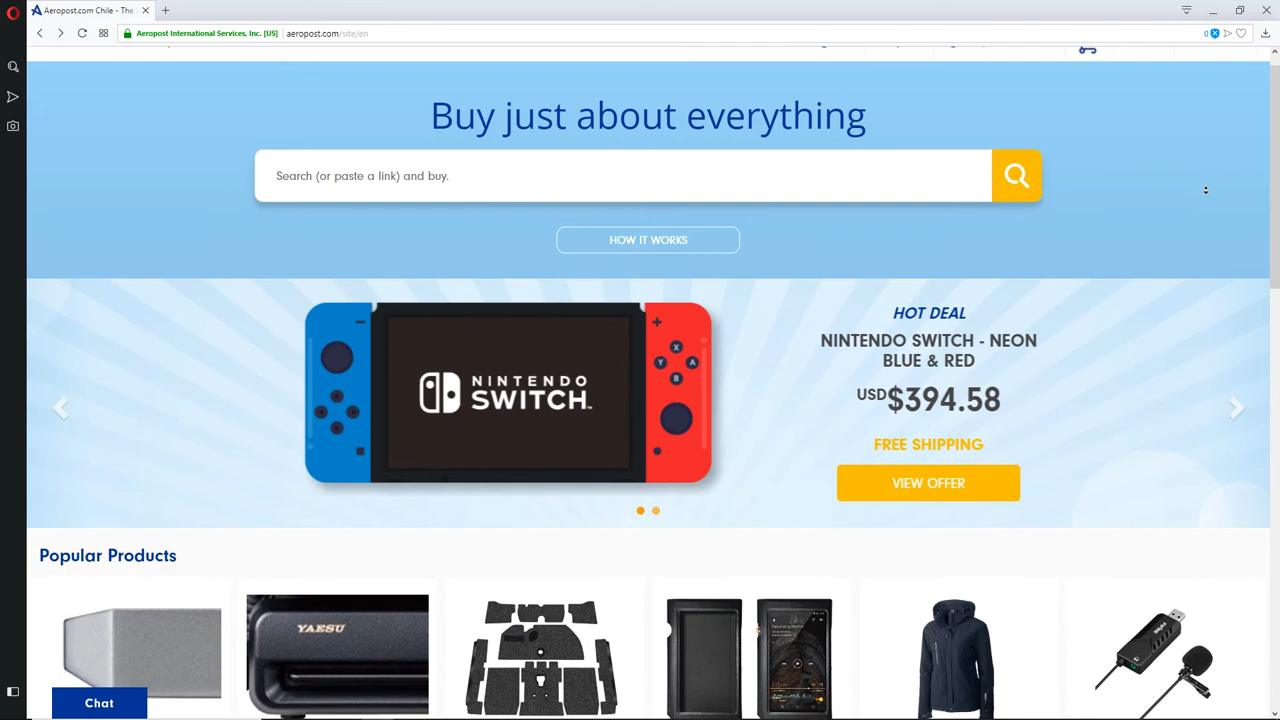 Aeropost.com Chile - The
Aeropost International Services, Inc. [US]
aeropost.com/site/en
0
Buy just about everything
Search (or paste a link) and buy.
HOW IT WORKS
NINTENDO
SWITCH
X
Y A
B
HOT DEAL
NINTENDO SWITCH - NEON
BLUE & RED
USD$394.58
FREE SHIPPING
VIEW OFFER
Popular Products
YAESU
Chat